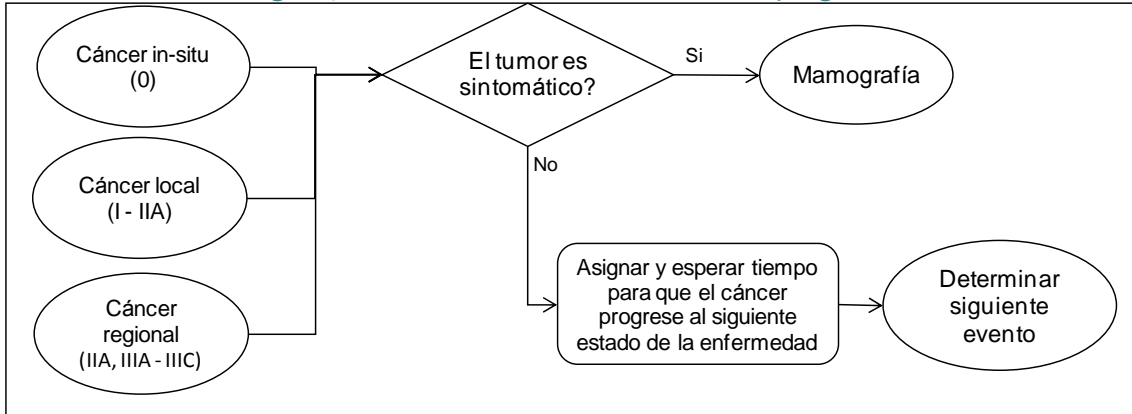 Cáncer in-situ
(0)
Cáncer local
(I - IIA)
Cáncer
regional
(IIA, IIIA - IIIC)
El tumor es
sintomático?
Si
Mamografía
No
Asignar y esperar tiempo
para que el cáncer
progrese al siguiente
estado de la enfermedad
Determinar
siguiente
evento